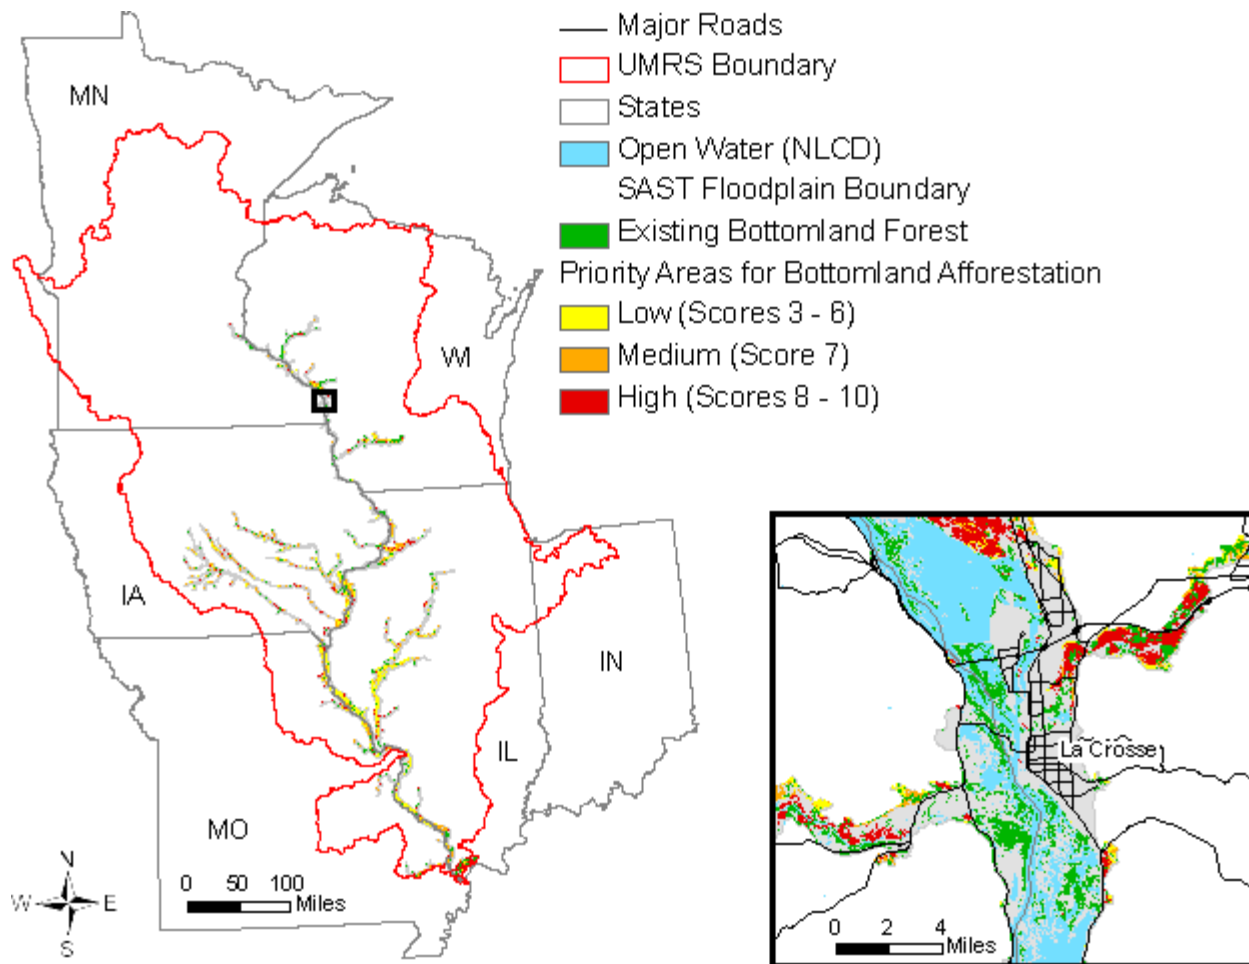 Major Roads
UMRS Boundary
States
Open Water (NLCD)
SAST Floodplain Boundary
Existing Bottomland Forest
Priority Areas for Bottomland Afforestation
Low (Scores 3 - 6)
Medium (Score 7)
High (Scores 8 - 10)
MN
WI
IA
IN
IL
MO
N
W E
S
0 50 100
Miles
La Crosse
0 2 4
Miles